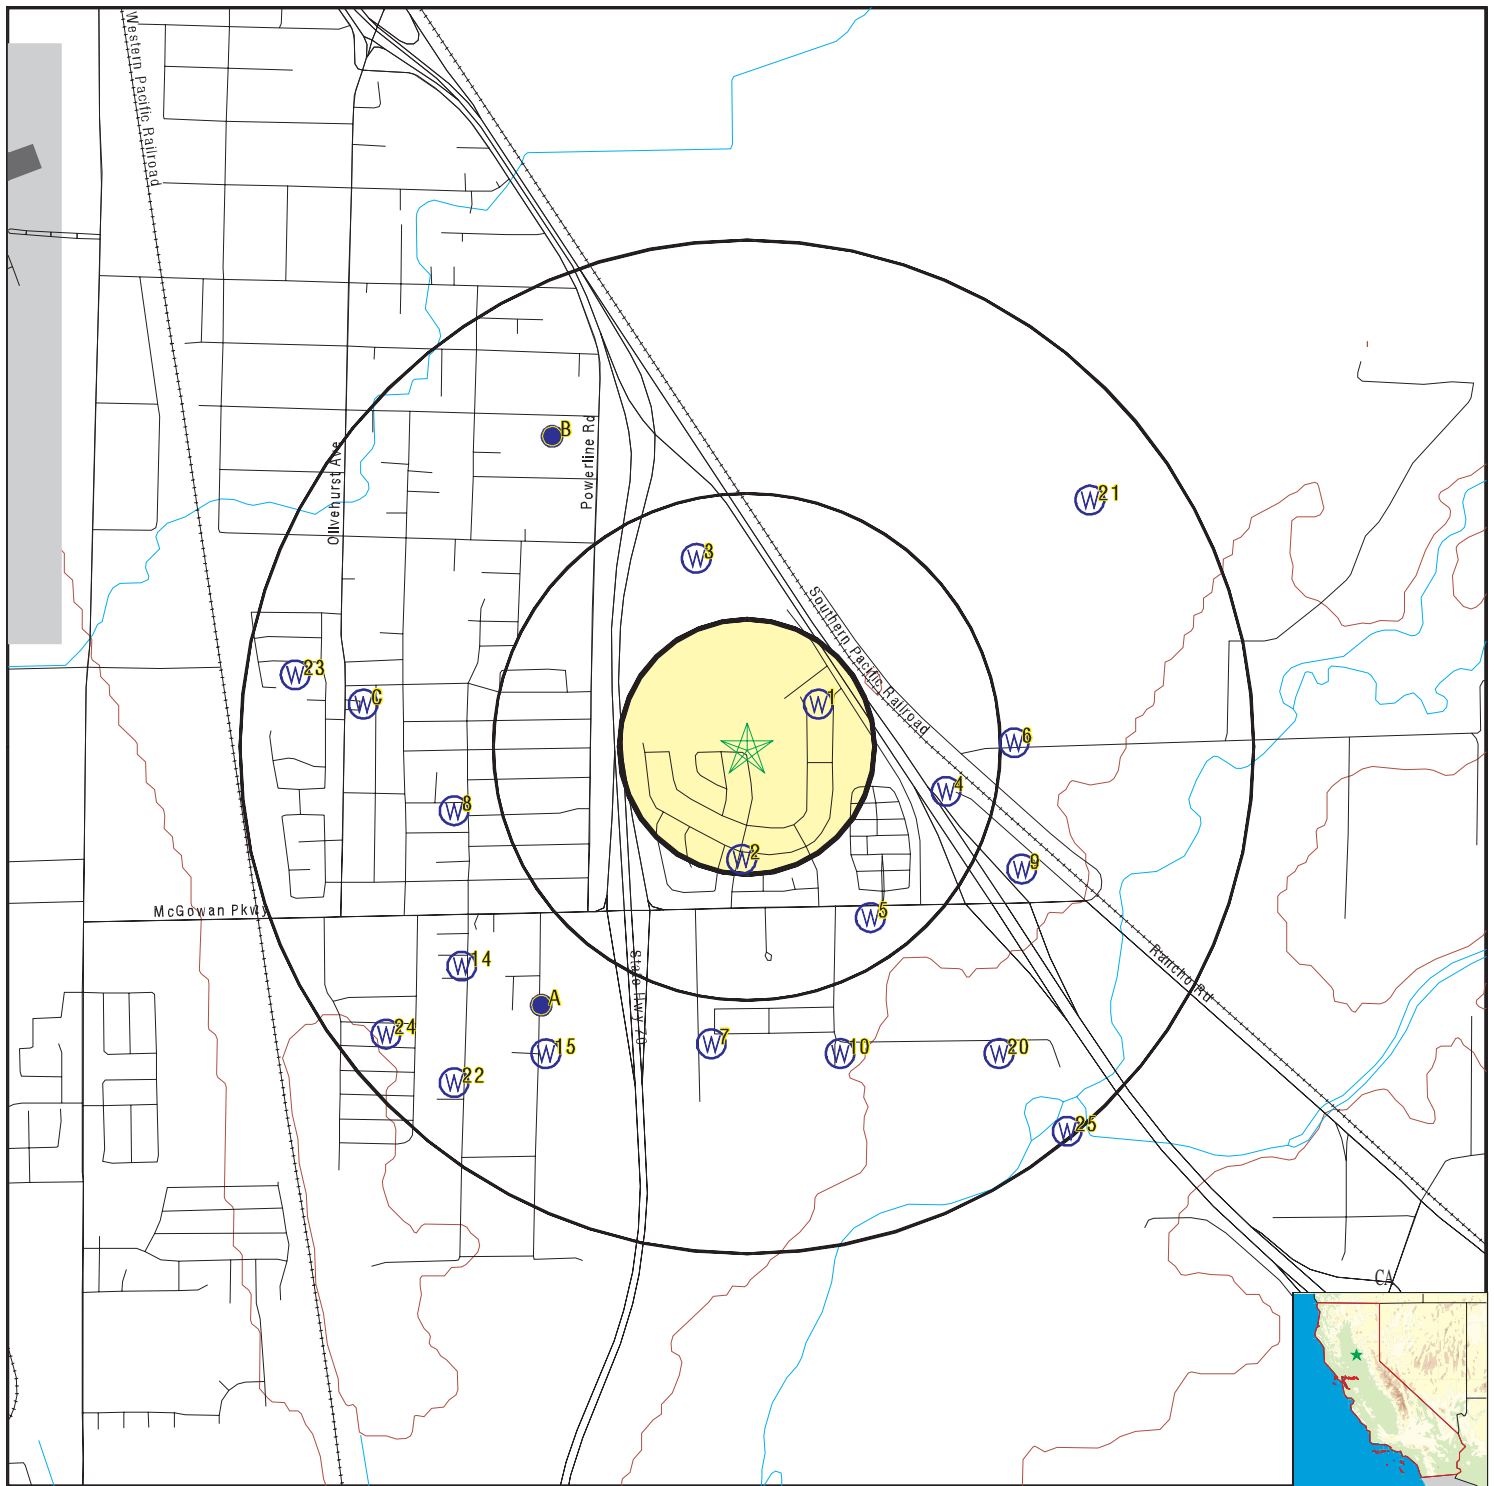 Western Pacific Railroad
B
Powerline Rd
Olivehurst Ave
W 21
W 3
Southern Pacific Railroad
W 23
W C
W 1
W 6
W 4
W 8
W 2
W 9
McGowan Pkwy
W 5
State Hwy 70
W 14
Rancho Rd
A
W 24
W 7
W 15
W 10
W 20
W 22
W 25
CA